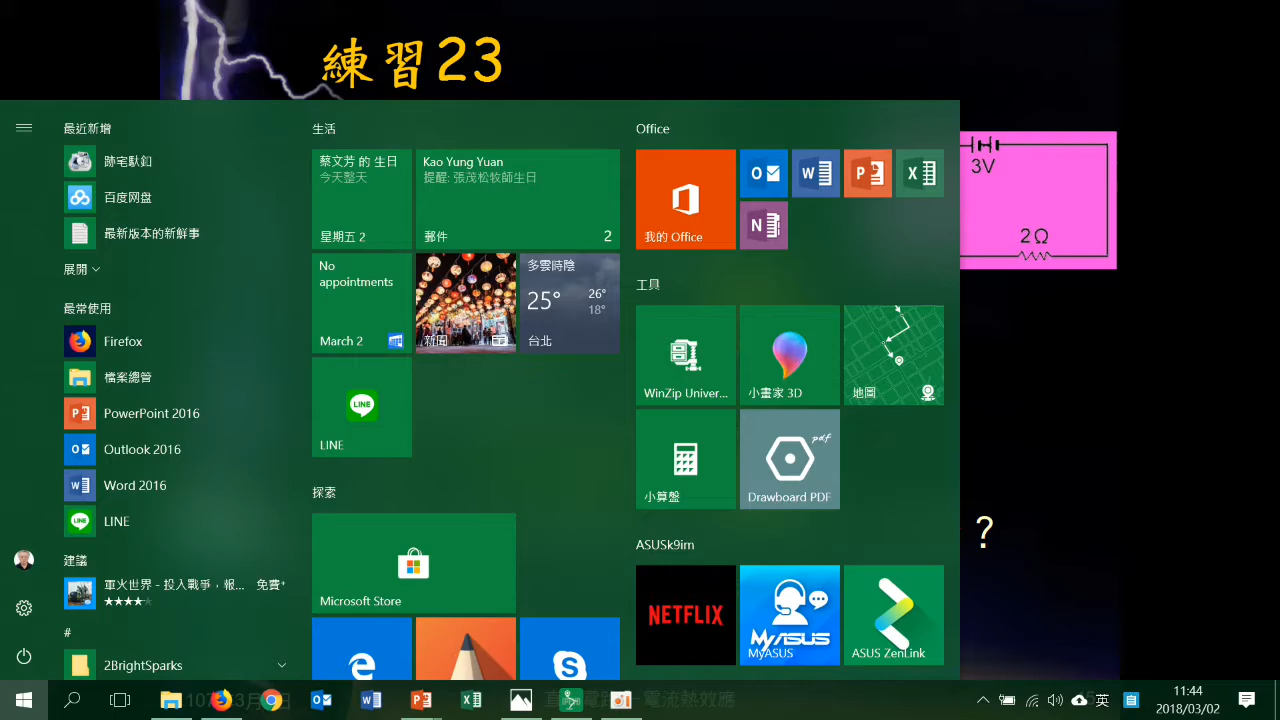 練習23
最近新增
跡宅馱釦
百度网盘
最新版本的新鮮事
展開
最常使用
Firefox
檔案總管
PowerPoint 2016
Outlook 2016
Word 2016
LINE
建議
軍火世界 - 投入戰爭，報... 免費+
#
2BrightSparks
生活
蔡文芳 的 生日
今天整天
星期五 2
Kao Yung Yuan
提醒: 張茂松牧師生日
郵件
2
No
appointments
March 2
新聞
多雲時陰
25°
26°
18°
台北
LINE
LINE
探索
Microsoft Store
Office
我的 Office
工具
WinZip Univer...
小畫家 3D
地圖
小算盤
pdf
Drawboard PDF
ASUSk9im
NETFLIX
MyASUS
MyASUS
ASUS ZenLink
3V
2Ω
?
英
11:44
2018/03/02